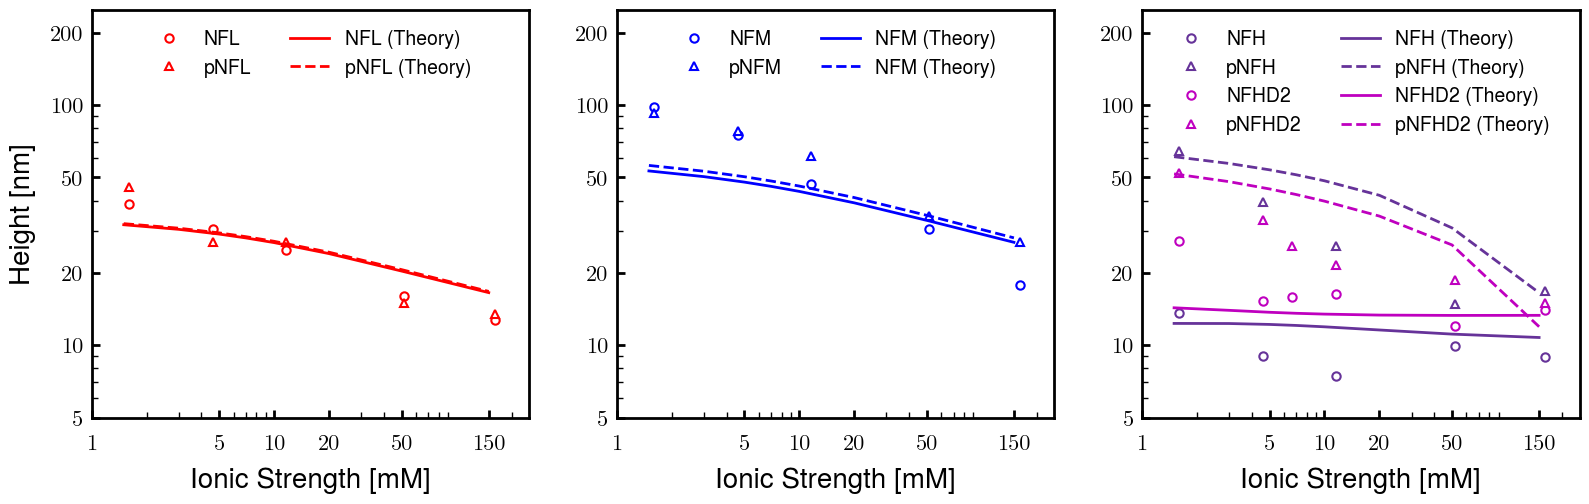 Height [nm]
200
100
50
20
10
5
1
5
10
20
50
150
Ionic Strength [mM]
NFL
pNFL
NFL (Theory)
pNFL (Theory)
200
100
50
20
10
5
1
5
10
20
50
150
Ionic Strength [mM]
NFM
pNFM
NFM (Theory)
NFM (Theory)
200
100
50
20
10
5
1
5
10
20
50
150
Ionic Strength [mM]
NFH
pNFH
NFHD2
pNFHD2
NFH (Theory)
pNFH (Theory)
NFHD2 (Theory)
pNFHD2 (Theory)